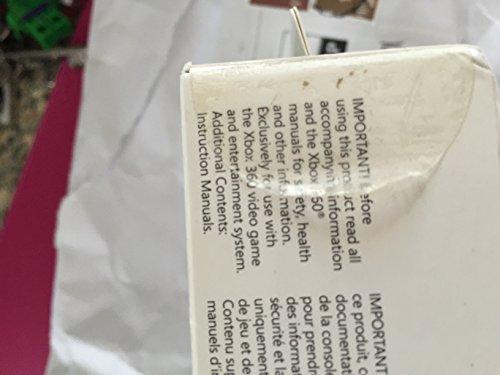 IMPORTANT! Before
using this product read all
accompanying information
and the Xbox 360®
manuals for safety, health
and other information.
Exclusively for use with
the Xbox 360 video game
and entertainment system.
Additional Contents:
Instruction Manuals.
IMPORTANT
ce produit, c
documentat
de la console
pour prendre
des informat
sécurité et la
uniquement
de jeu et de
Contenu sup
manuels d'i